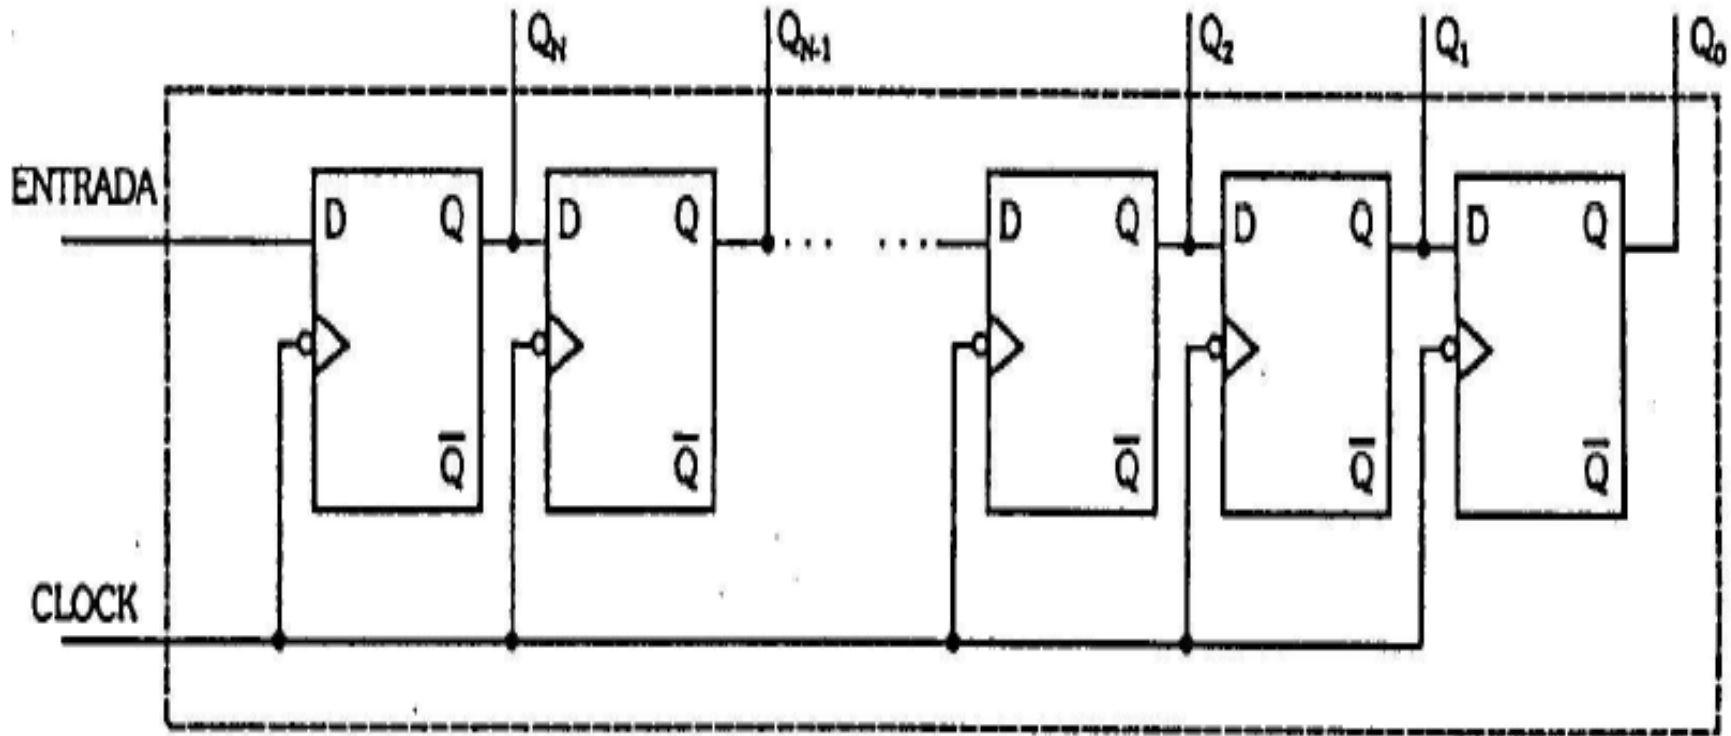 Q_N Q_N-1 Q_2 Q_1 Q_0
ENTRADA
D Q D Q D Q D Q D Q
Q̅ Q̅ Q̅ Q̅ Q̅
CLOCK